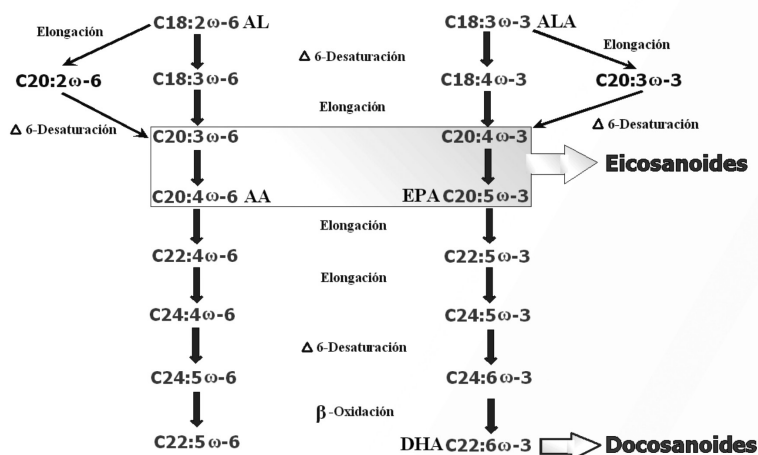 C18:2ω-6 AL
C18:3ω-3 ALA
Elongación
Elongación
Δ 6-Desaturación
C20:2ω-6
C18:3ω-6
C18:4ω-3
C20:3ω-3
Elongación
Δ 6-Desaturación
Δ 6-Desaturación
C20:3ω-6
C20:4ω-3
Eicosanoides
C20:4ω-6 AA
EPA C20:5ω-3
Elongación
C22:4ω-6
C22:5ω-3
Elongación
C24:4ω-6
C24:5ω-3
Δ 6-Desaturación
C24:5ω-6
C24:6ω-3
β-Oxidación
C22:5ω-6
DHA C22:6ω-3
Docosanoides